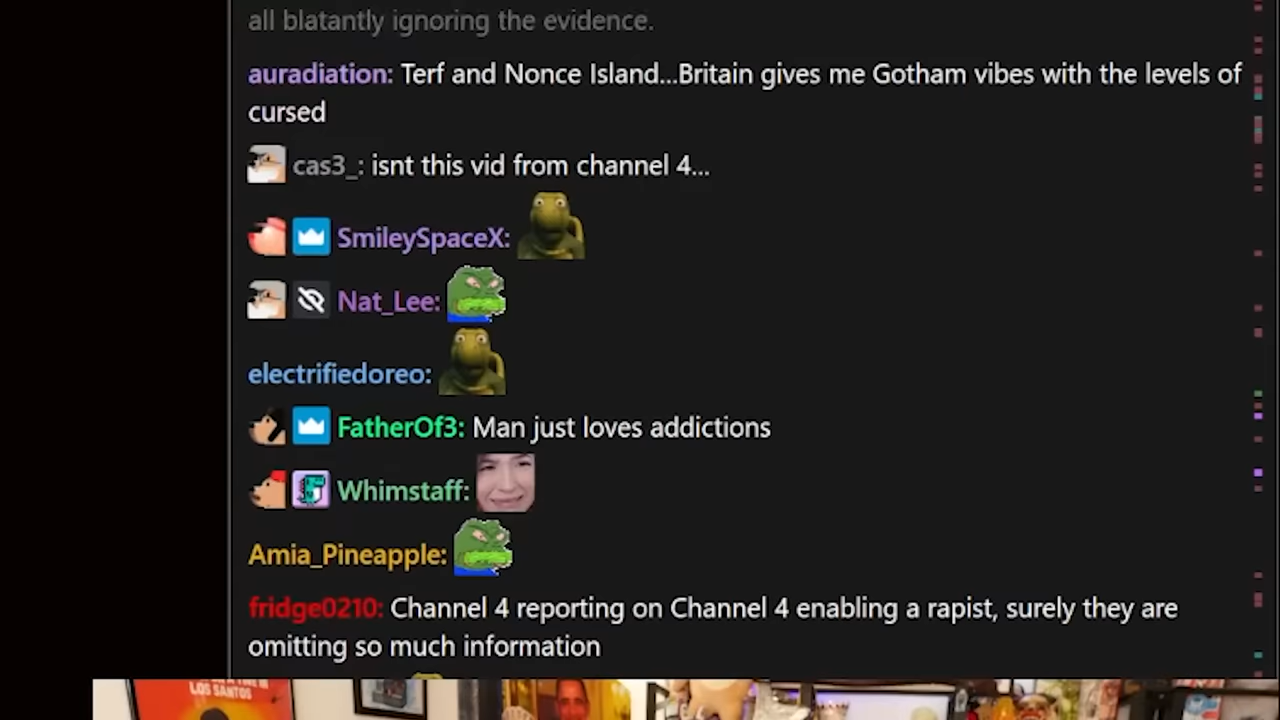 all blatantly ignoring the evidence.
auradiation: Terf and Nonce Island...Britain gives me Gotham vibes with the levels of
cursed
cas3_: isnt this vid from channel 4...
SmileySpaceX:
Nat_Lee:
electrifiedoreo:
FatherOf3: Man just loves addictions
Whimstaff:
Amia_Pineapple:
fridge0210: Channel 4 reporting on Channel 4 enabling a rapist, surely they are
omitting so much information
LOS SANTOS